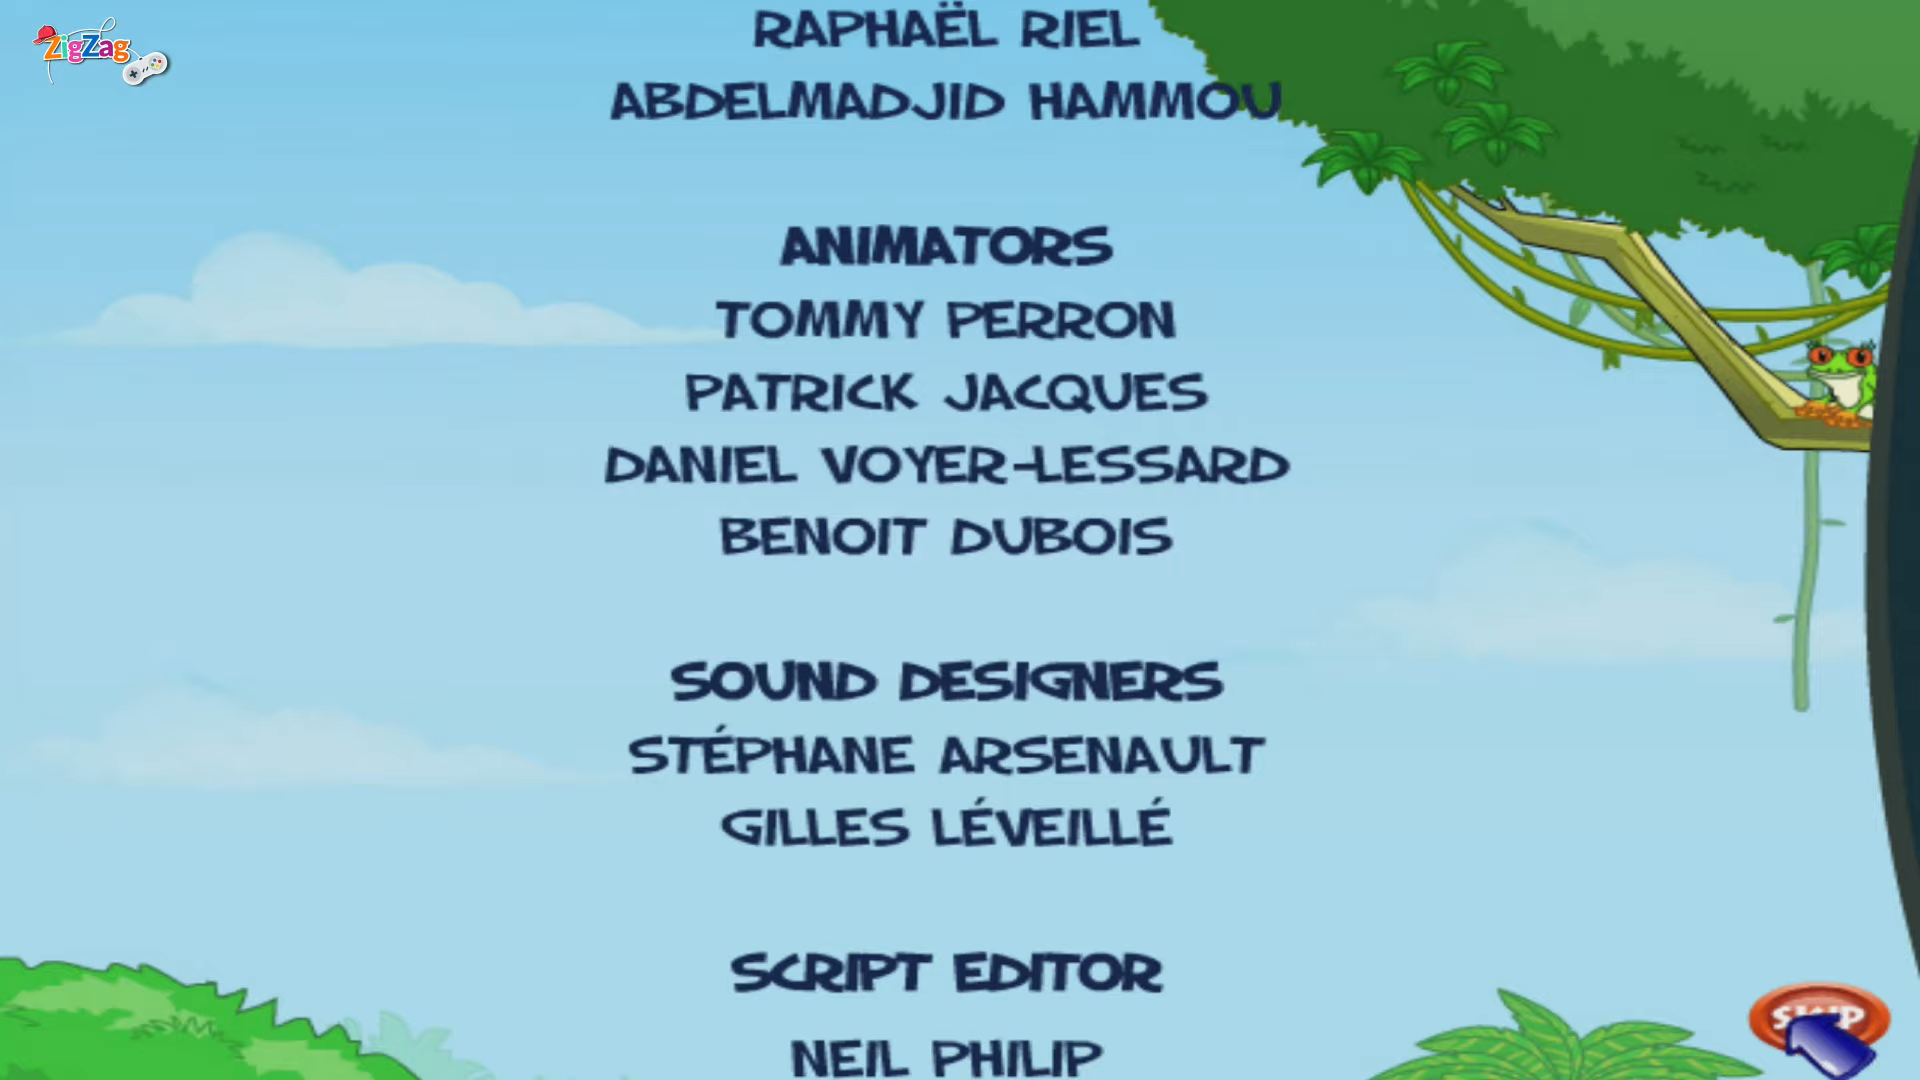 ZigZag
RAPHAËL RIEL
ABDELMADJID HAMMOU
ANIMATORS
TOMMY PERRON
PATRICK JACQUES
DANIEL VOYER-LESSARD
BENOIT DUBOIS
SOUND DESIGNERS
STÉPHANE ARSENAULT
GILLES LÉVEILLÉ
SCRIPT EDITOR
NEIL PHILIP
SKIP